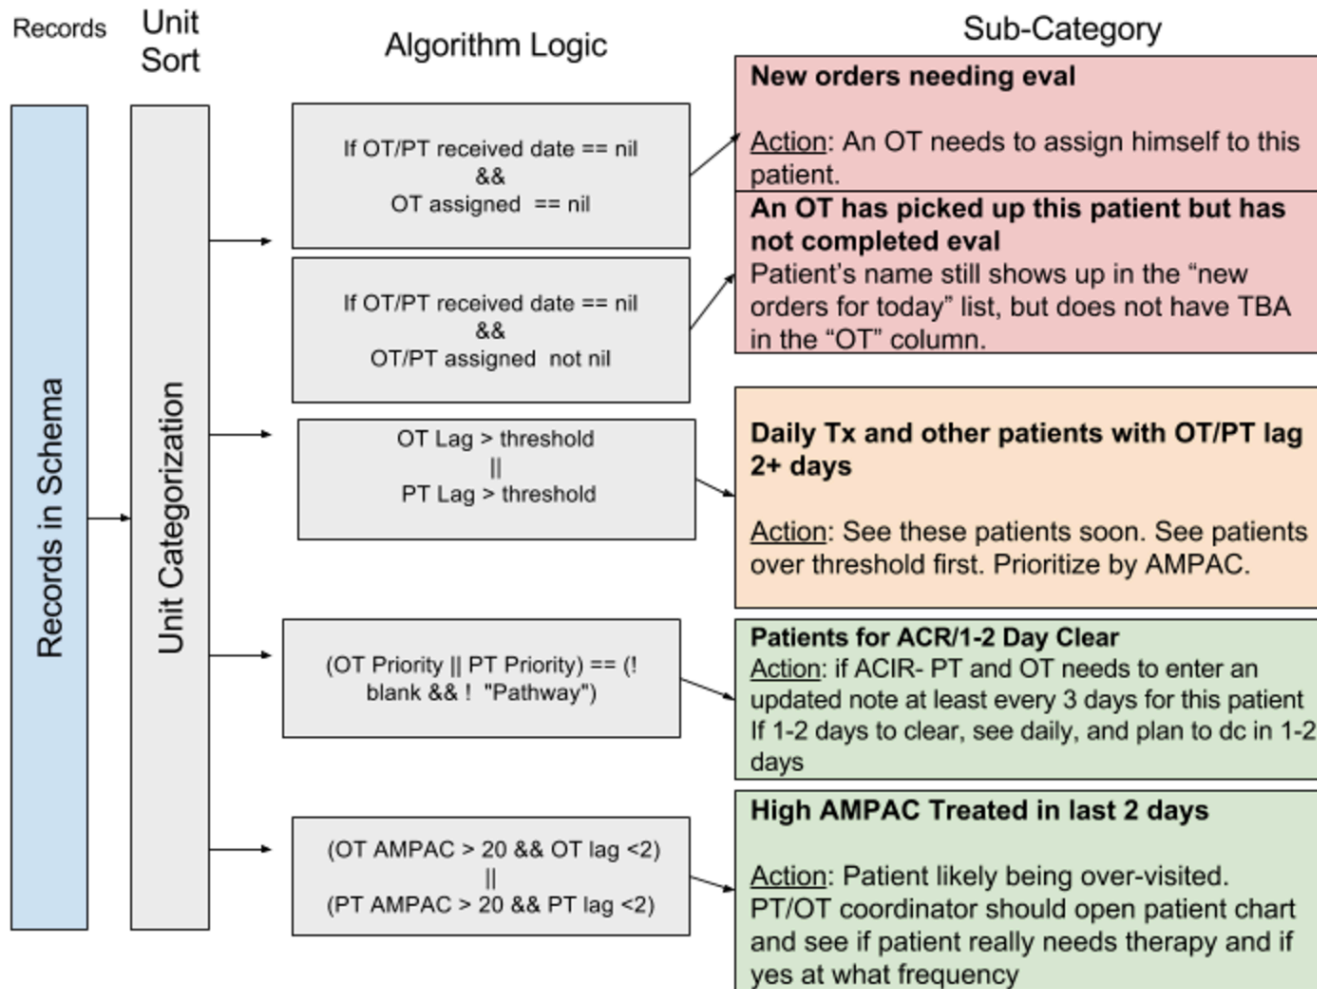 Records
Unit
Sort
Algorithm Logic
Sub-Category
Records in Schema
Unit Categorization
If OT/PT received date == nil
&&
OT assigned == nil
If OT/PT received date == nil
&&
OT/PT assigned not nil
OT Lag > threshold
||
PT Lag > threshold
(OT Priority || PT Priority) == (!
blank && ! "Pathway")
(OT AMPAC > 20 && OT lag <2)
||
(PT AMPAC > 20 && PT lag <2)
New orders needing eval
Action: An OT needs to assign himself to this
patient.
An OT has picked up this patient but has
not completed eval
Patient’s name still shows up in the “new
orders for today” list, but does not have TBA
in the “OT” column.
Daily Tx and other patients with OT/PT lag
2+ days
Action: See these patients soon. See patients
over threshold first. Prioritize by AMPAC.
Patients for ACR/1-2 Day Clear
Action: if ACIR- PT and OT needs to enter an
updated note at least every 3 days for this patient
If 1-2 days to clear, see daily, and plan to dc in 1-2
days
High AMPAC Treated in last 2 days
Action: Patient likely being over-visited.
PT/OT coordinator should open patient chart
and see if patient really needs therapy and if
yes at what frequency